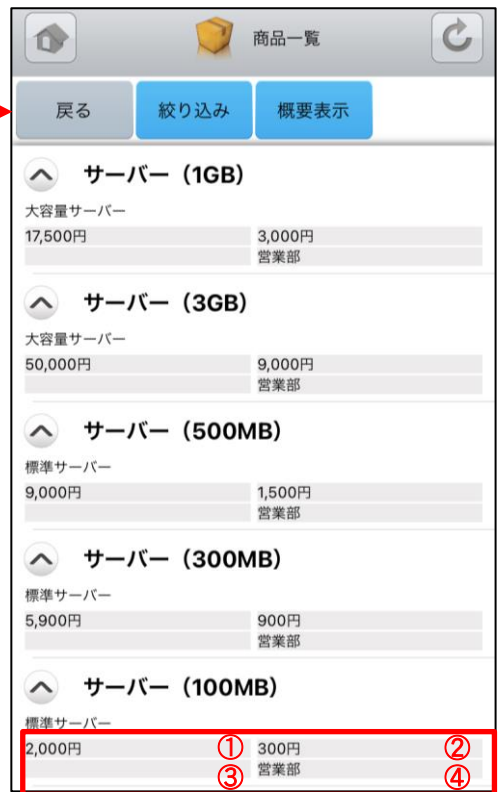 商品一覧
戻る 絞り込み 概要表示
サーバー（1GB）
大容量サーバー
17,500円 3,000円
営業部
サーバー（3GB）
大容量サーバー
50,000円 9,000円
営業部
サーバー（500MB）
標準サーバー
9,000円 1,500円
営業部
サーバー（300MB）
標準サーバー
5,900円 900円
営業部
サーバー（100MB）
標準サーバー
2,000円 ① 300円 ②
③ 営業部 ④